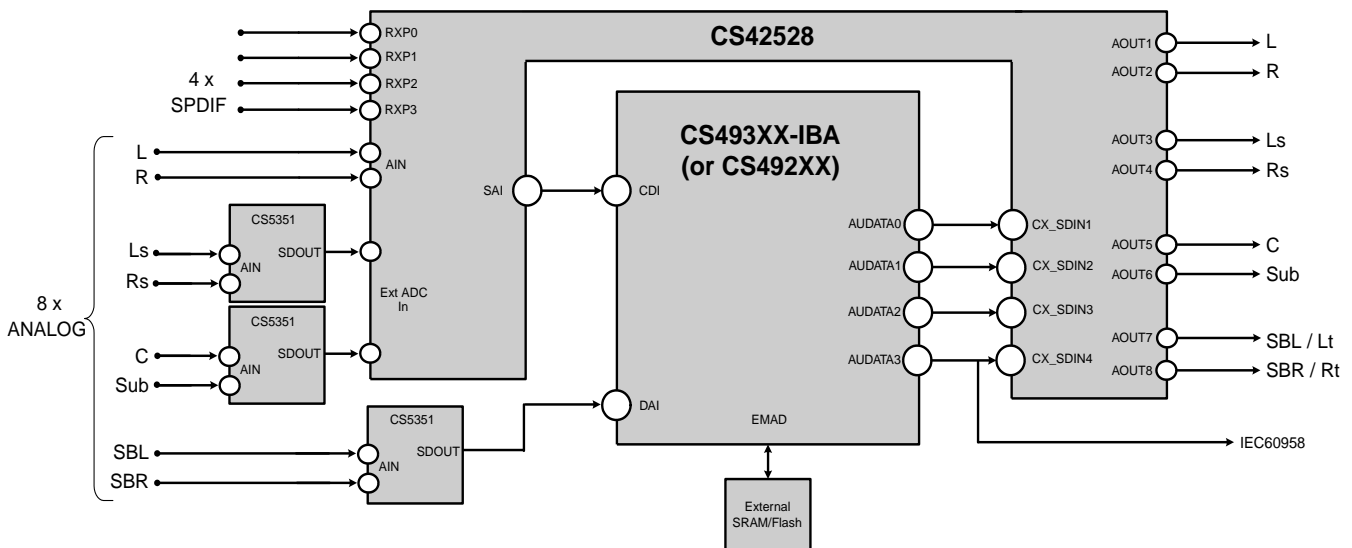 CS42528
RXP0
RXP1
RXP2
RXP3
4 x
SPDIF
L
R
AIN
SAI
CS5351
Ls
Rs
AIN
SDOUT
Ext ADC
In
8 x
ANALOG
CS5351
C
Sub
AIN
SDOUT
CS5351
SBL
SBR
AIN
SDOUT
CS493XX-IBA
(or CS492XX)
CDI
DAI
AUDATA0
AUDATA1
AUDATA2
AUDATA3
EMAD
External
SRAM/Flash
CX_SDIN1
CX_SDIN2
CX_SDIN3
CX_SDIN4
AOUT1
L
AOUT2
R
AOUT3
Ls
AOUT4
Rs
AOUT5
C
AOUT6
Sub
AOUT7
SBL / Lt
AOUT8
SBR / Rt
IEC60958